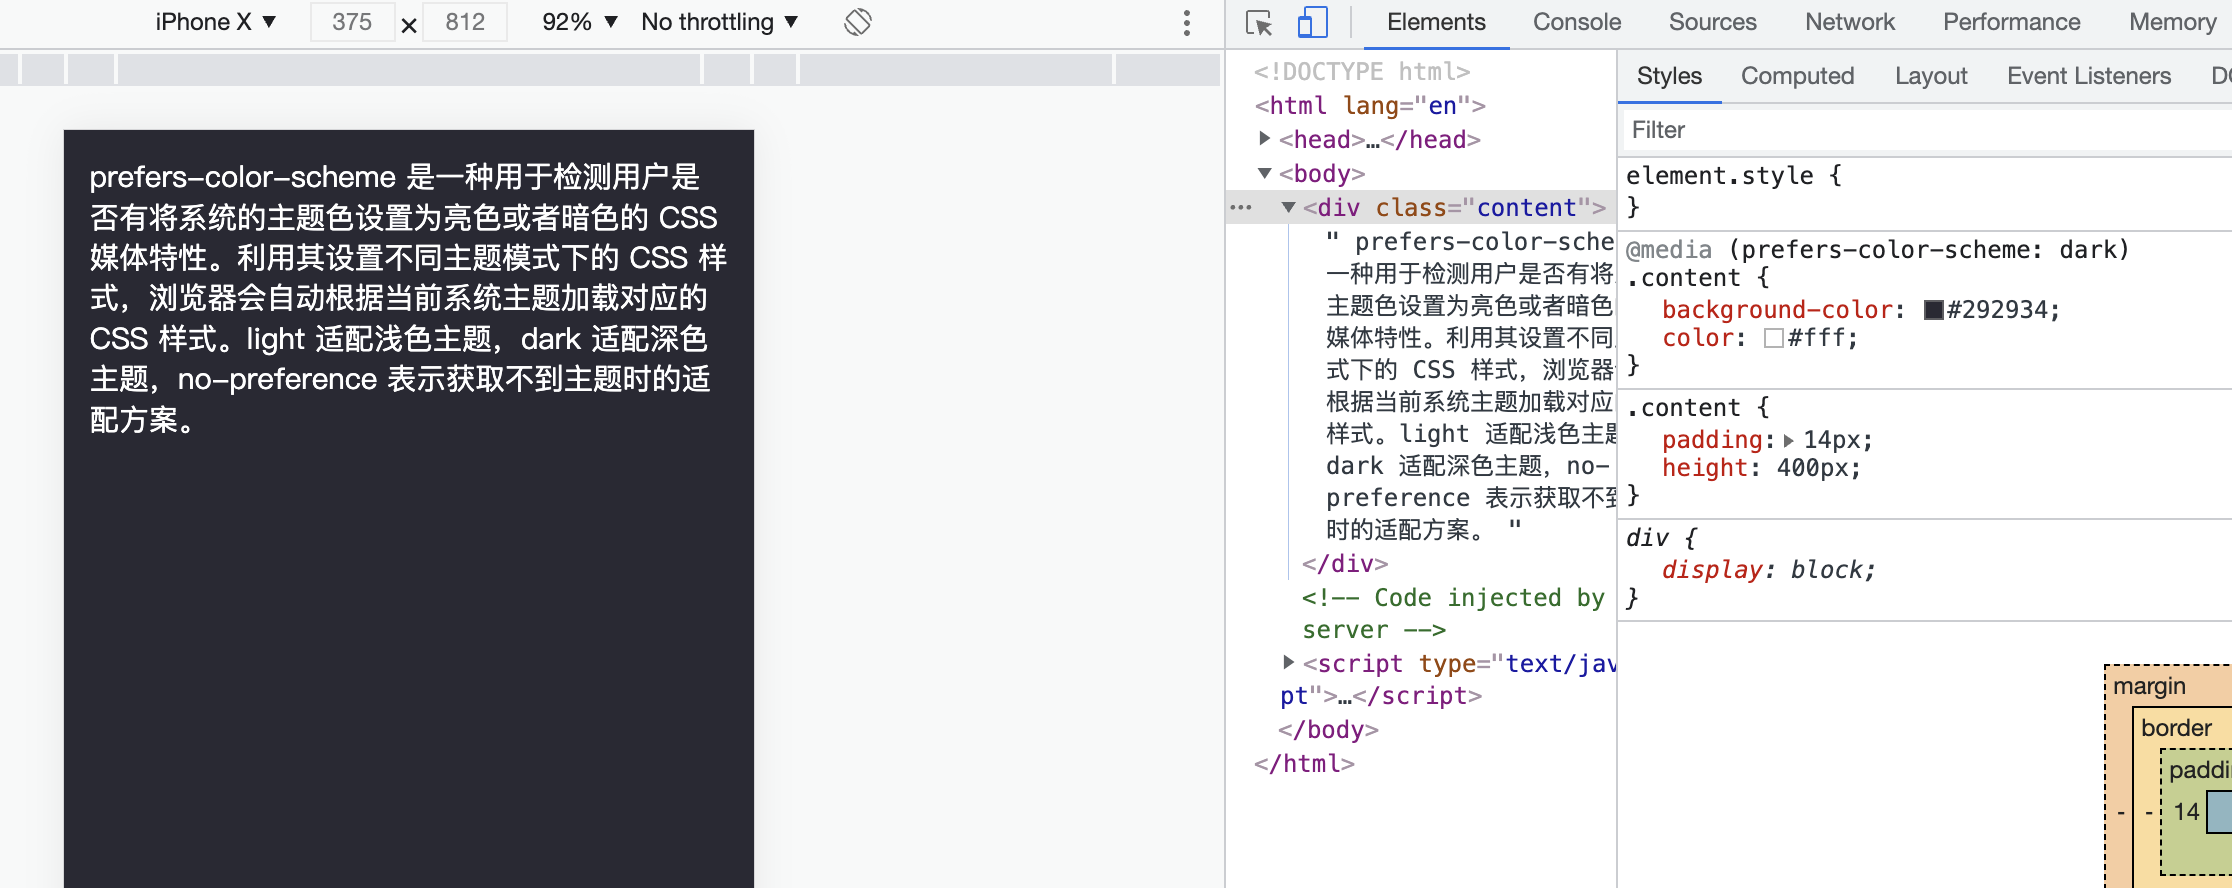 iPhone X ▼ 375 × 812 92% ▼ No throttling ▼
prefers-color-scheme 是一种用于检测用户是
否有将系统的主题色设置为亮色或者暗色的 CSS
媒体特性。利用其设置不同主题模式下的 CSS 样
式，浏览器会自动根据当前系统主题加载对应的
CSS 样式。light 适配浅色主题，dark 适配深色
主题，no-preference 表示获取不到主题时的适
配方案。
Elements Console Sources Network Performance Memory
<!DOCTYPE html>
<html lang="en">
▶<head>…</head>
▼<body>
… ▼<div class="content">
" prefers-color-sche
一种用于检测用户是否有将
主题色设置为亮色或者暗色
媒体特性。利用其设置不同
式下的 CSS 样式，浏览器
根据当前系统主题加载对应
样式。light 适配浅色主题
dark 适配深色主题，no-
preference 表示获取不到
时的适配方案。 "
</div>
<!-- Code injected by
server -->
▶<script type="text/jav
pt">…</script>
</body>
</html>
Styles Computed Layout Event Listeners
Filter
element.style {
}
@media (prefers-color-scheme: dark)
.content {
background-color: #292934;
color: #fff;
}
.content {
padding: ▶ 14px;
height: 400px;
}
div {
display: block;
}
margin
border
paddi
- - 14